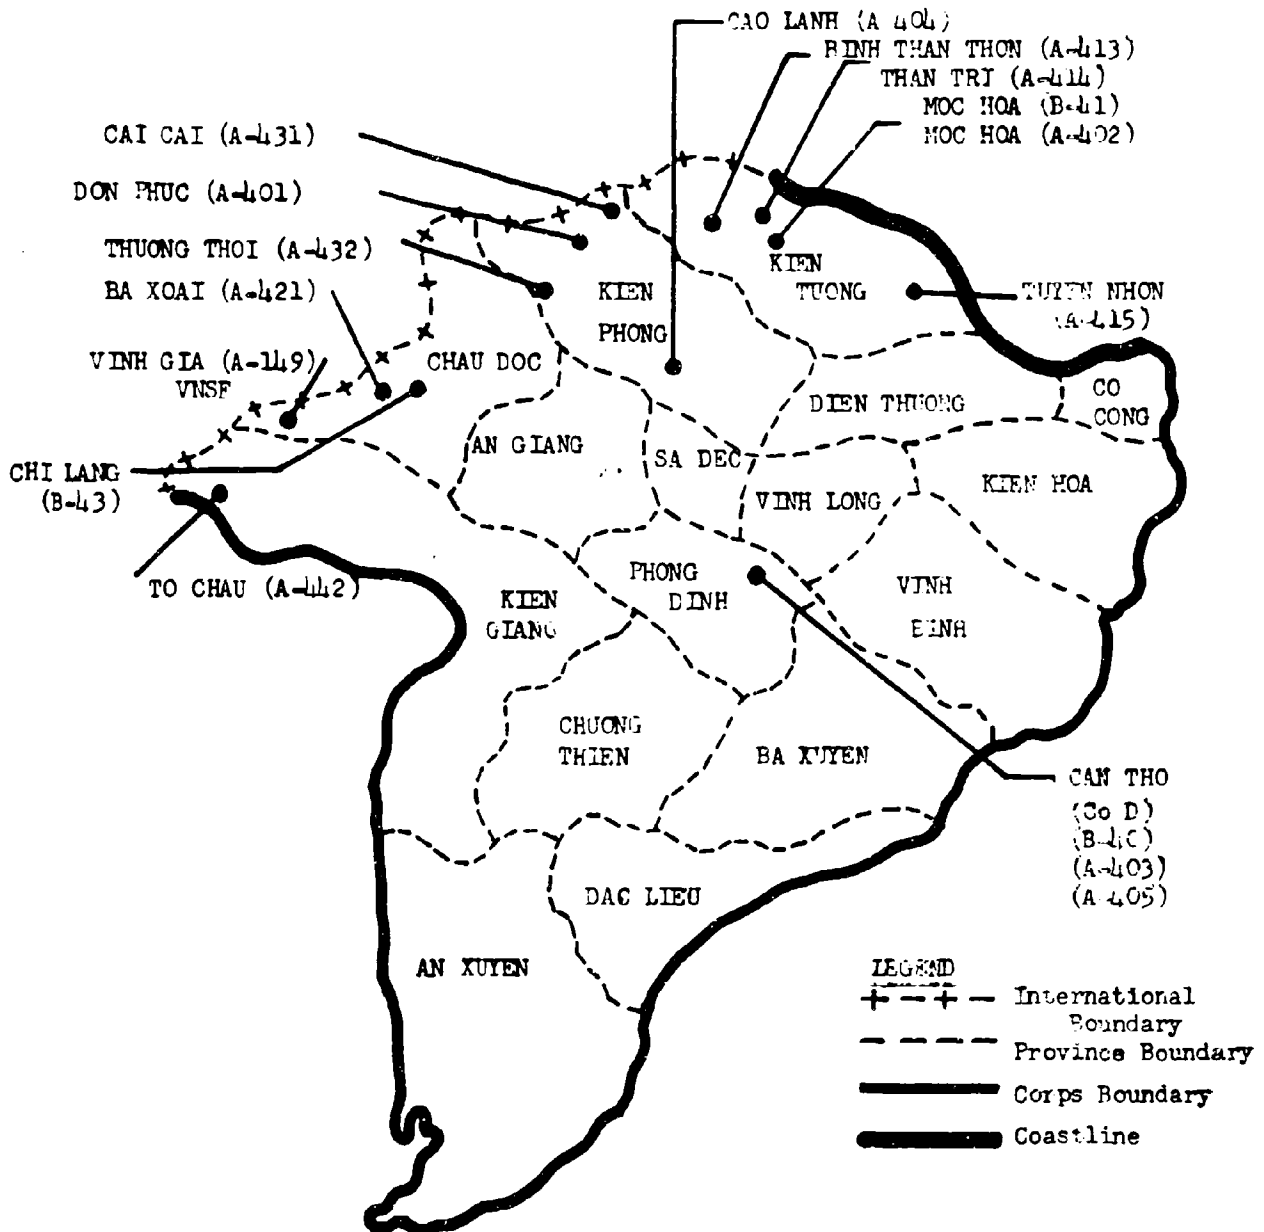 CAO LANH (A 404)
BINH THAN THON (A-413)
THAN TRI (A-414)
MOC HOA (B-41)
MOC HOA (A-402)
CAI CAI (A-431)
DON PHUC (A-401)
THUONG THOI (A-432)
BA XOAI (A-421)
VINH GIA (A-149)
VNSF
CHI LANG
(B-43)
TO CHAU (A-442)
TUYEN NHON
(A-415)
KIEN
TUONG
KIEN
PHONG
CHAU DOC
AN GIANG
SA DEC
DIEN THUONG
CO
CONG
VINH LONG
KIEN HOA
PHONG
DINH
VINH
BINH
KIEN
GIANG
CHUONG
THIEN
BA XUYEN
CAN THO
(Co D)
(B-40)
(A-403)
(A-405)
DAC LIEU
AN XUYEN
LEGEND
International
Boundary
Province Boundary
Corps Boundary
Coastline